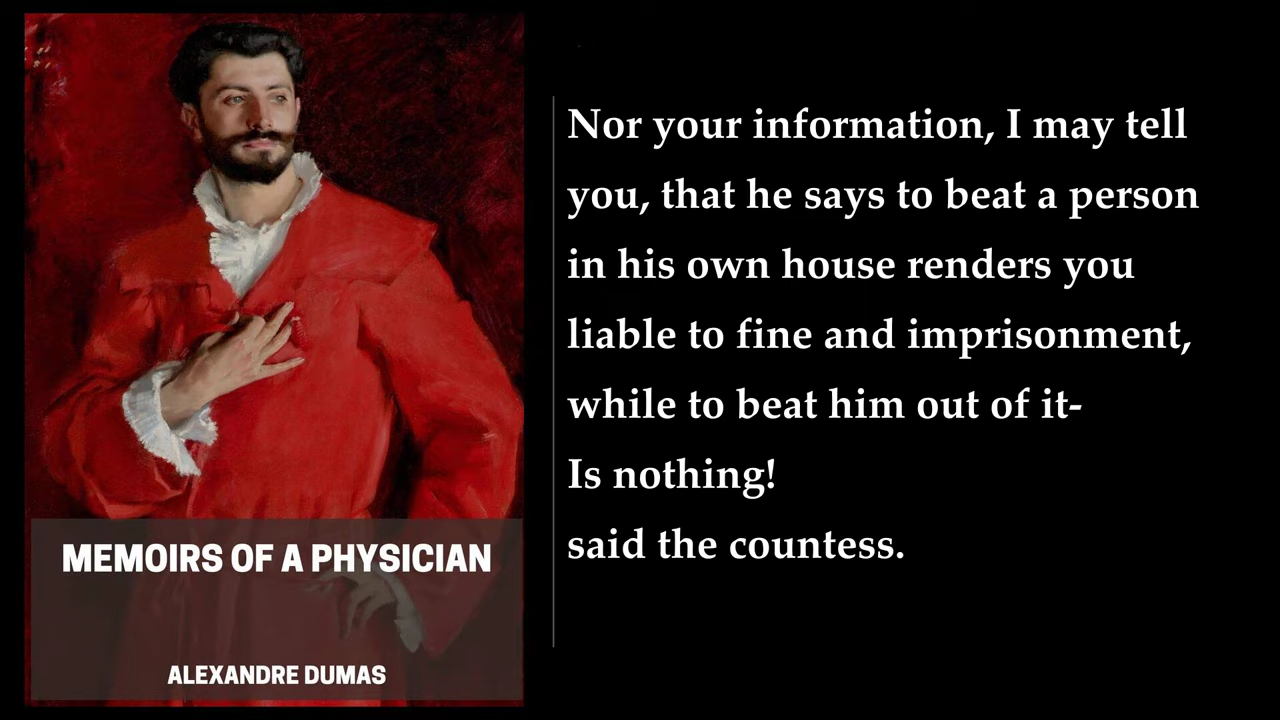 MEMOIRS OF A PHYSICIAN
ALEXANDRE DUMAS
Nor your information, I may tell
you, that he says to beat a person
in his own house renders you
liable to fine and imprisonment,
while to beat him out of it-
Is nothing!
said the countess.